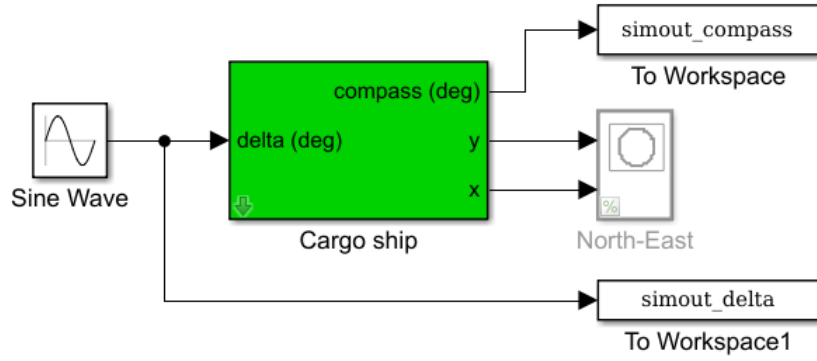 simout_compass
To Workspace
compass (deg)
delta (deg)
y
x
Sine Wave
Cargo ship
%
North-East
simout_delta
To Workspace1